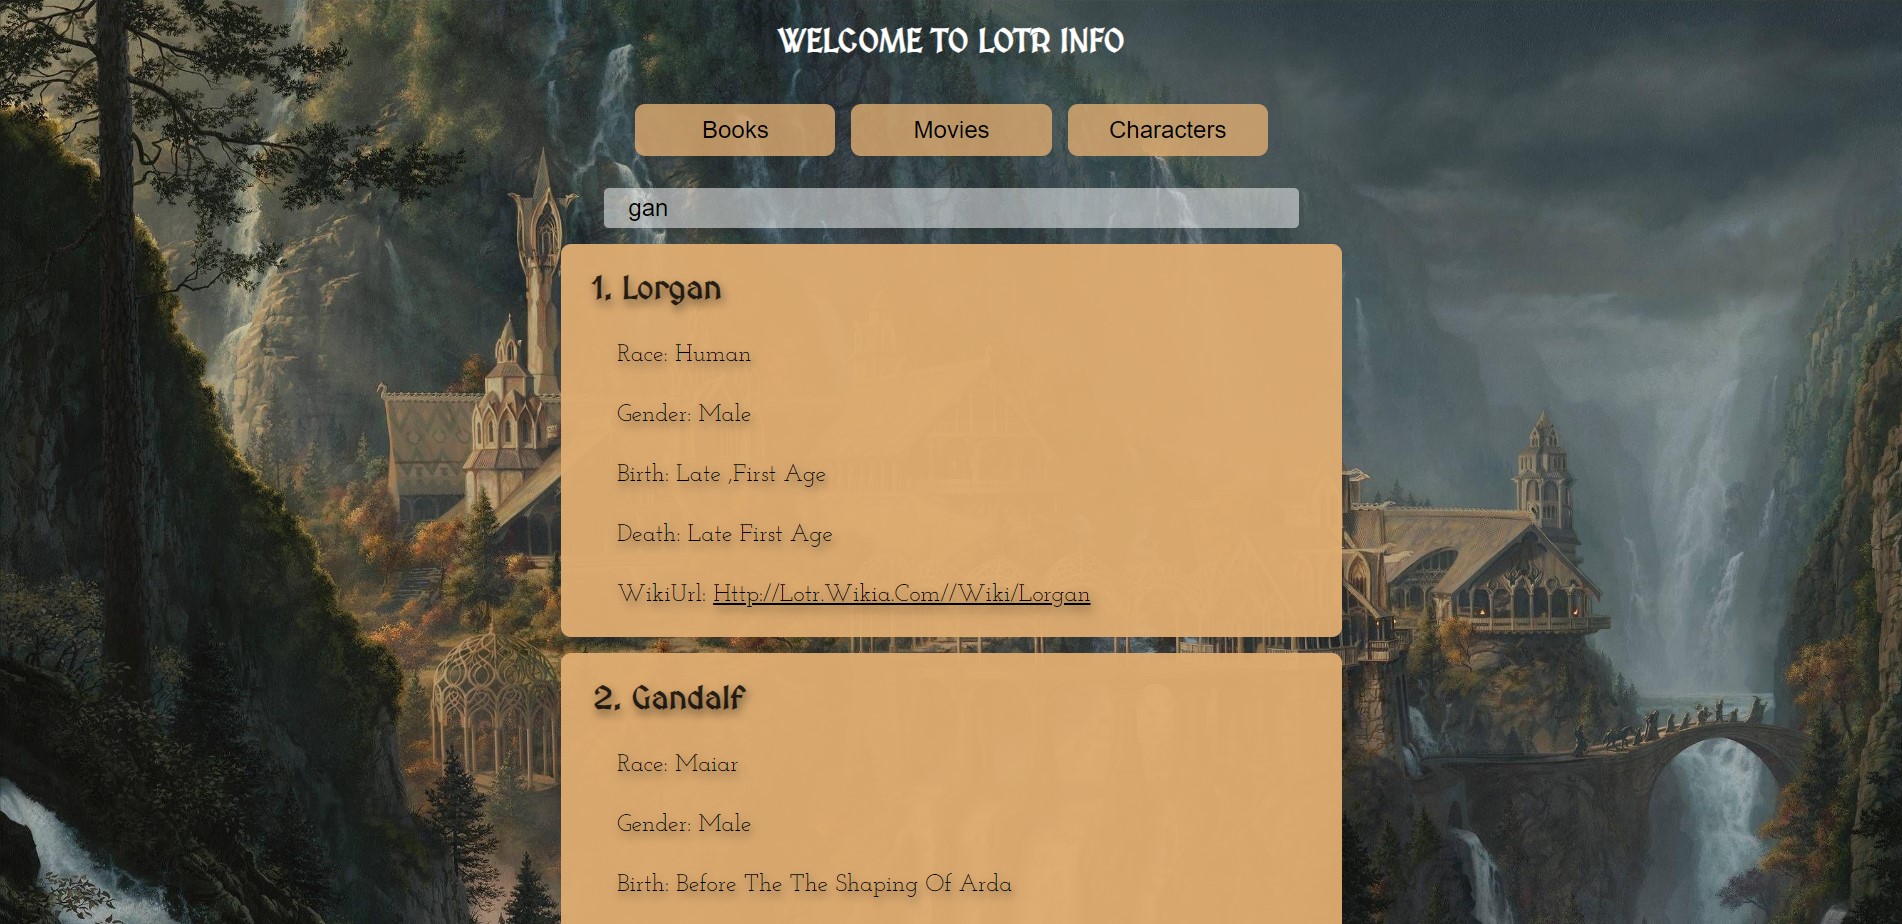 WELCOME TO LOTR INFO
Books Movies Characters
gan
1. Lorgan
Race: Human
Gender: Male
Birth: Late ,First Age
Death: Late First Age
WikiUrl: Http://Lotr.Wikia.Com//Wiki/Lorgan
2. Gandalf
Race: Maiar
Gender: Male
Birth: Before The The Shaping Of Arda